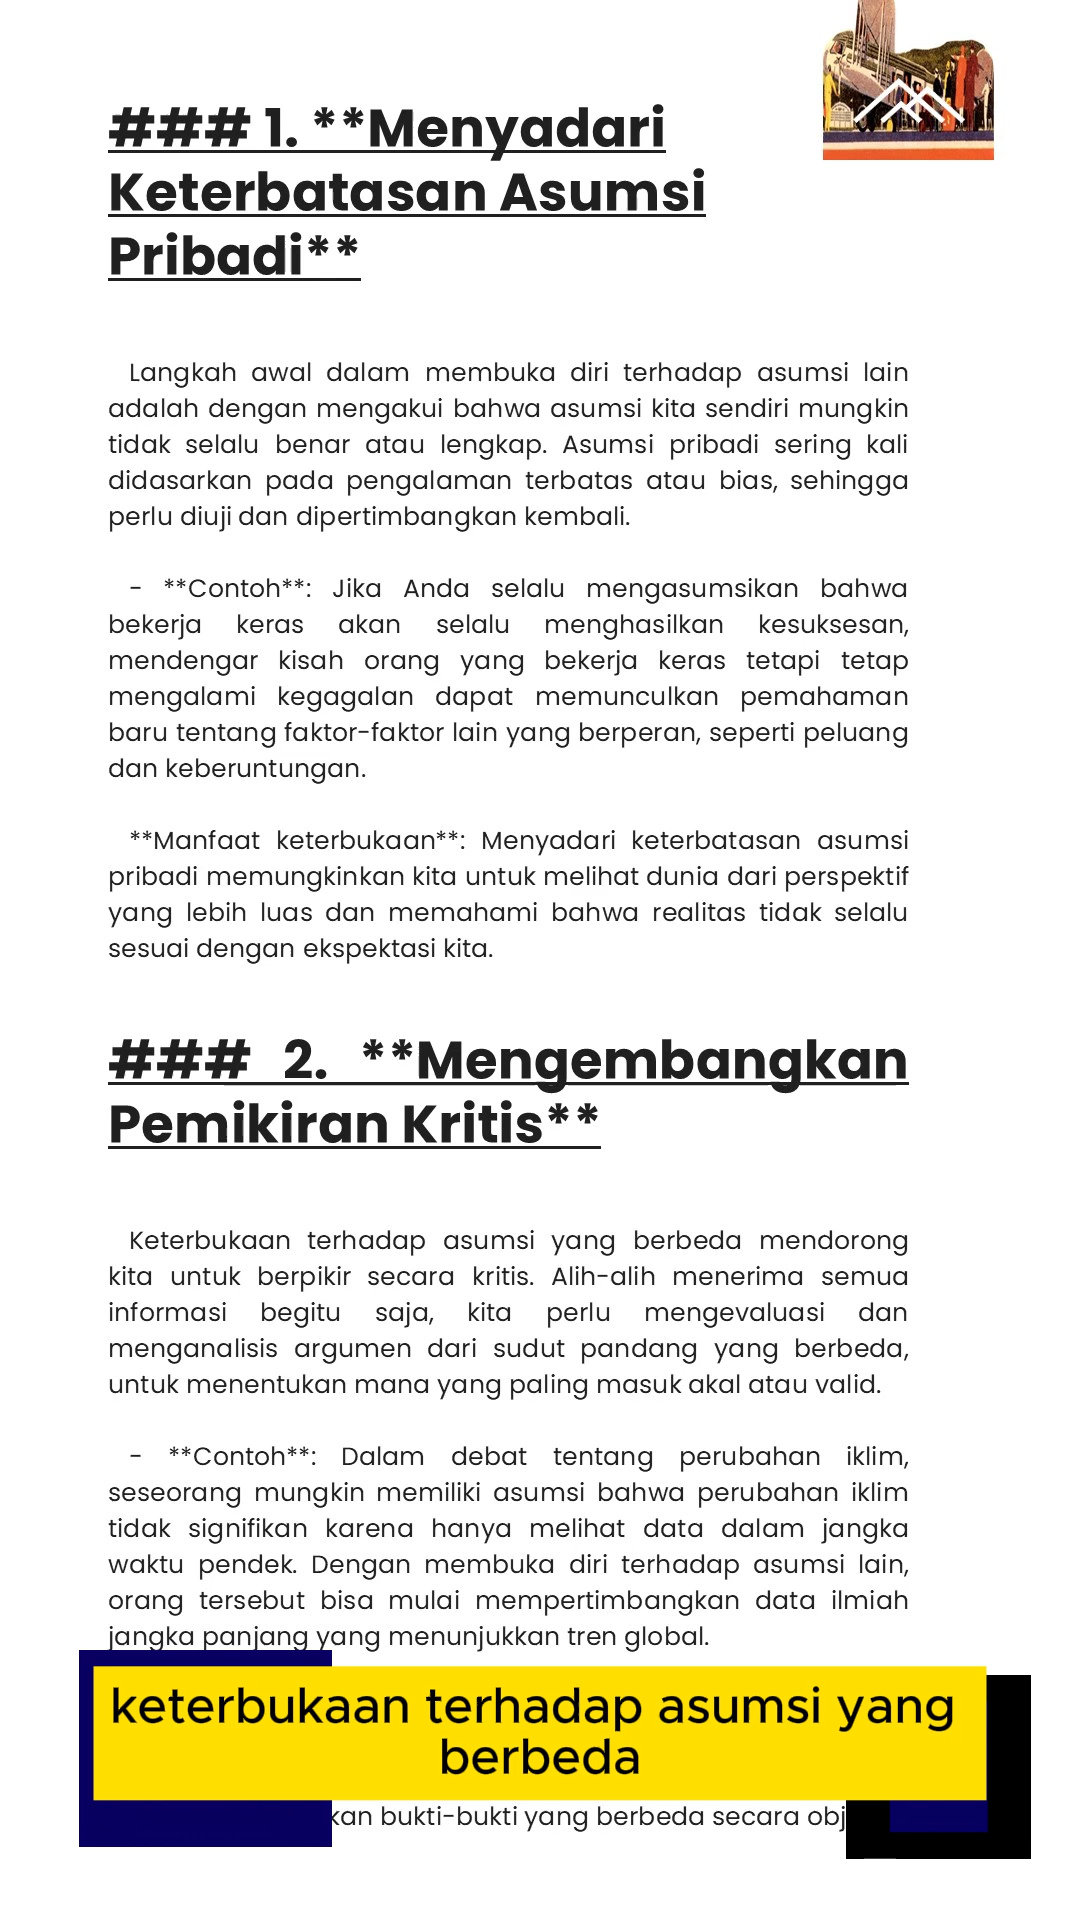 ### 1. **Menyadari
Keterbatasan Asumsi
Pribadi**
Langkah awal dalam membuka diri terhadap asumsi lain
adalah dengan mengakui bahwa asumsi kita sendiri mungkin
tidak selalu benar atau lengkap. Asumsi pribadi sering kali
didasarkan pada pengalaman terbatas atau bias, sehingga
perlu diuji dan dipertimbangkan kembali.
- **Contoh**: Jika Anda selalu mengasumsikan bahwa
bekerja keras akan selalu menghasilkan kesuksesan,
mendengar kisah orang yang bekerja keras tetapi tetap
mengalami kegagalan dapat memunculkan pemahaman
baru tentang faktor-faktor lain yang berperan, seperti peluang
dan keberuntungan.
**Manfaat keterbukaan**: Menyadari keterbatasan asumsi
pribadi memungkinkan kita untuk melihat dunia dari perspektif
yang lebih luas dan memahami bahwa realitas tidak selalu
sesuai dengan ekspektasi kita.
### 2. **Mengembangkan
Pemikiran Kritis**
Keterbukaan terhadap asumsi yang berbeda mendorong
kita untuk berpikir secara kritis. Alih-alih menerima semua
informasi begitu saja, kita perlu mengevaluasi dan
menganalisis argumen dari sudut pandang yang berbeda,
untuk menentukan mana yang paling masuk akal atau valid.
- **Contoh**: Dalam debat tentang perubahan iklim,
seseorang mungkin memiliki asumsi bahwa perubahan iklim
tidak signifikan karena hanya melihat data dalam jangka
waktu pendek. Dengan membuka diri terhadap asumsi lain,
orang tersebut bisa mulai mempertimbangkan data ilmiah
jangka panjang yang menunjukkan tren global.
keterbukaan terhadap asumsi yang
berbeda
bukti-bukti yang berbeda secara